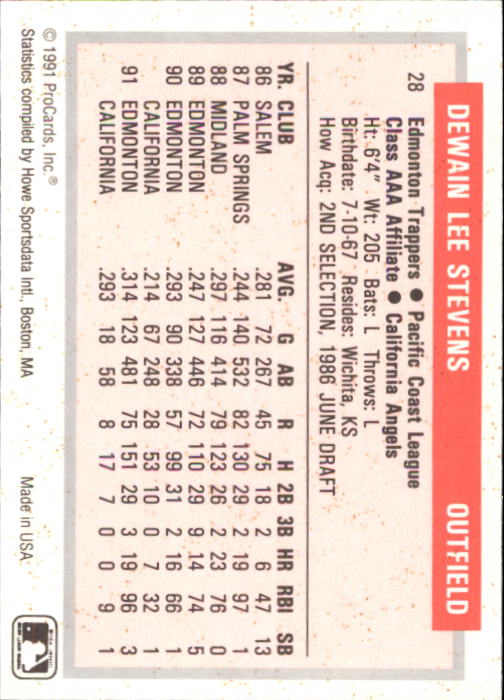 DEWAIN LEE STEVENS OUTFIELD
28 Edmonton Trappers ● Pacific Coast League
Class AAA Affiliate ● California Angels
Ht: 6'4" Wt: 205 Bats: L Throws: L
Birthdate: 7-10-67 Resides: Wichita, KS
How Acq: 2ND SELECTION, 1986 JUNE DRAFT
YR. CLUB AVG. G AB R H 2B 3B HR RBI SB
86 SALEM .281 72 267 45 75 18 2 6 47 13
87 PALM SPRINGS .244 140 532 82 130 29 2 19 97 1
88 MIDLAND .297 116 414 79 123 26 2 23 76 0
89 EDMONTON .247 127 446 72 110 29 9 14 74 5
90 EDMONTON .293 90 338 57 99 31 2 16 66 1
CALIFORNIA .214 67 248 28 53 10 0 7 32 1
91 EDMONTON .314 123 481 75 151 29 3 19 96 3
CALIFORNIA .293 18 58 8 17 7 0 0 9 1
© 1991 ProCards, Inc.® Made in USA
Statistics compiled by Howe Sportsdata Intl., Boston, MA